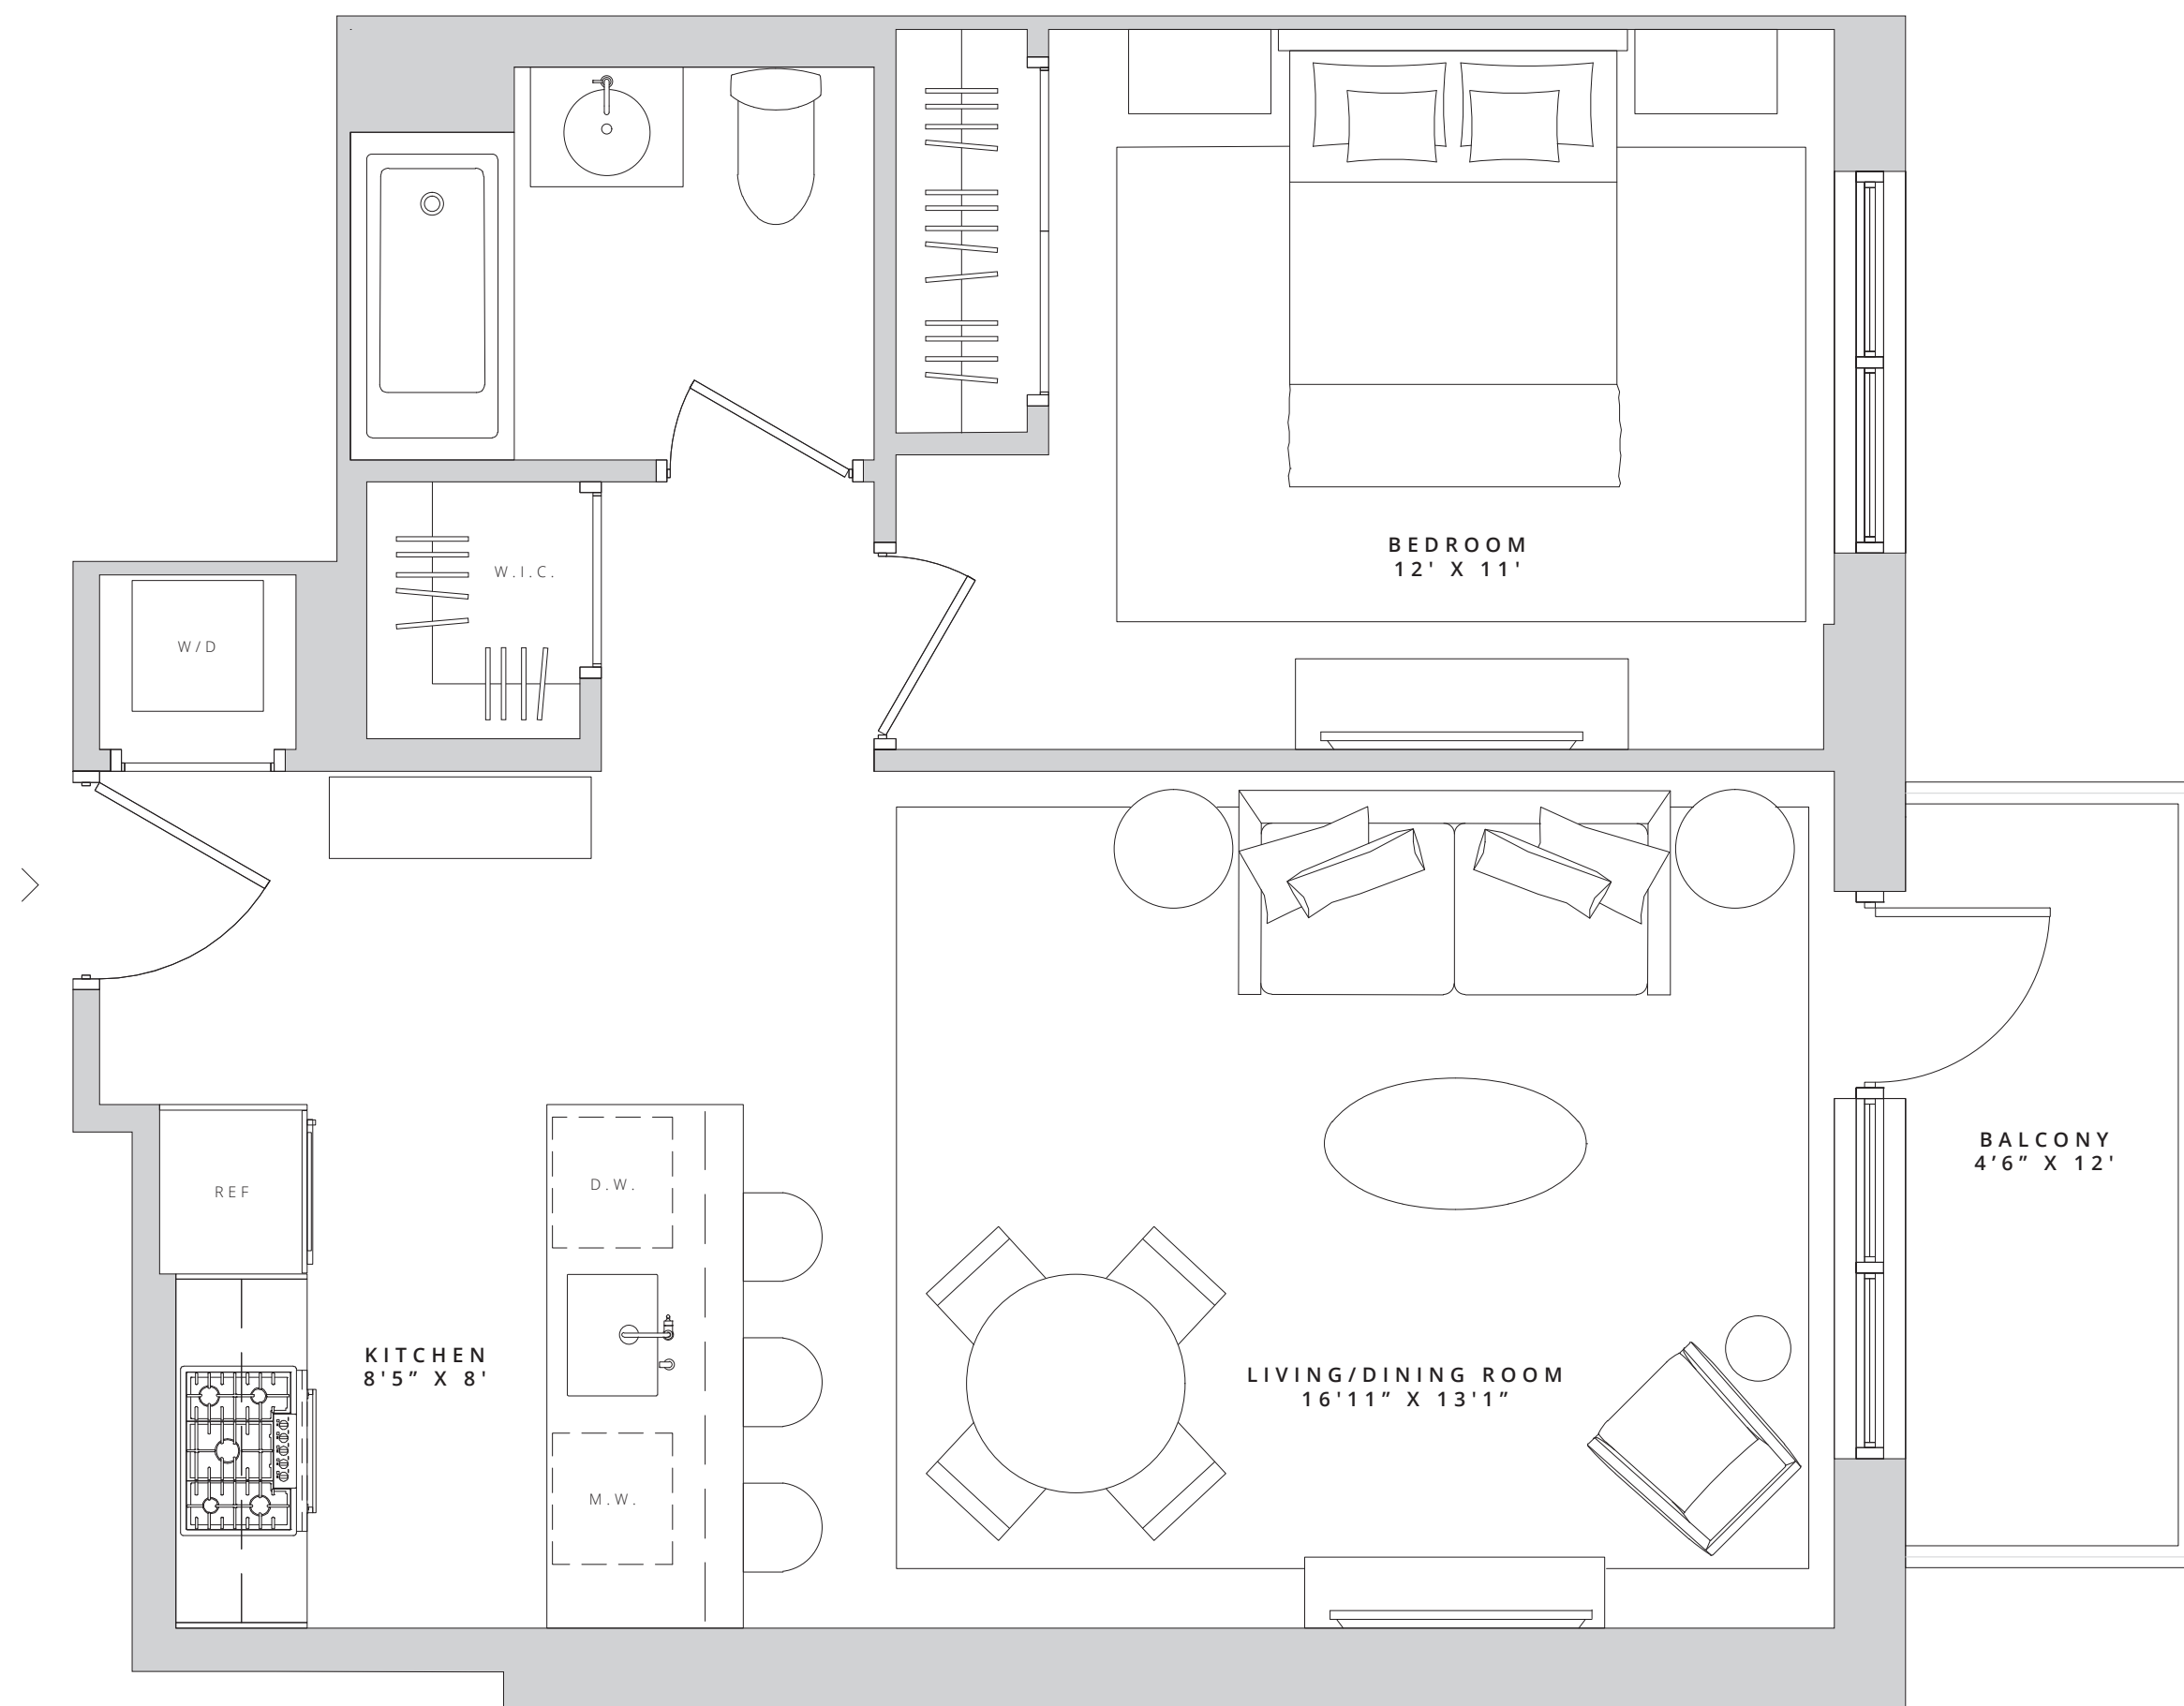 BEDROOM
12' X 11'
W.I.C.
W/D
BALCONY
4’6” X 12'
D.W.
REF
KITCHEN
8'5” X 8'
LIVING/DINING ROOM
16'11” X 13'1”
M.W.